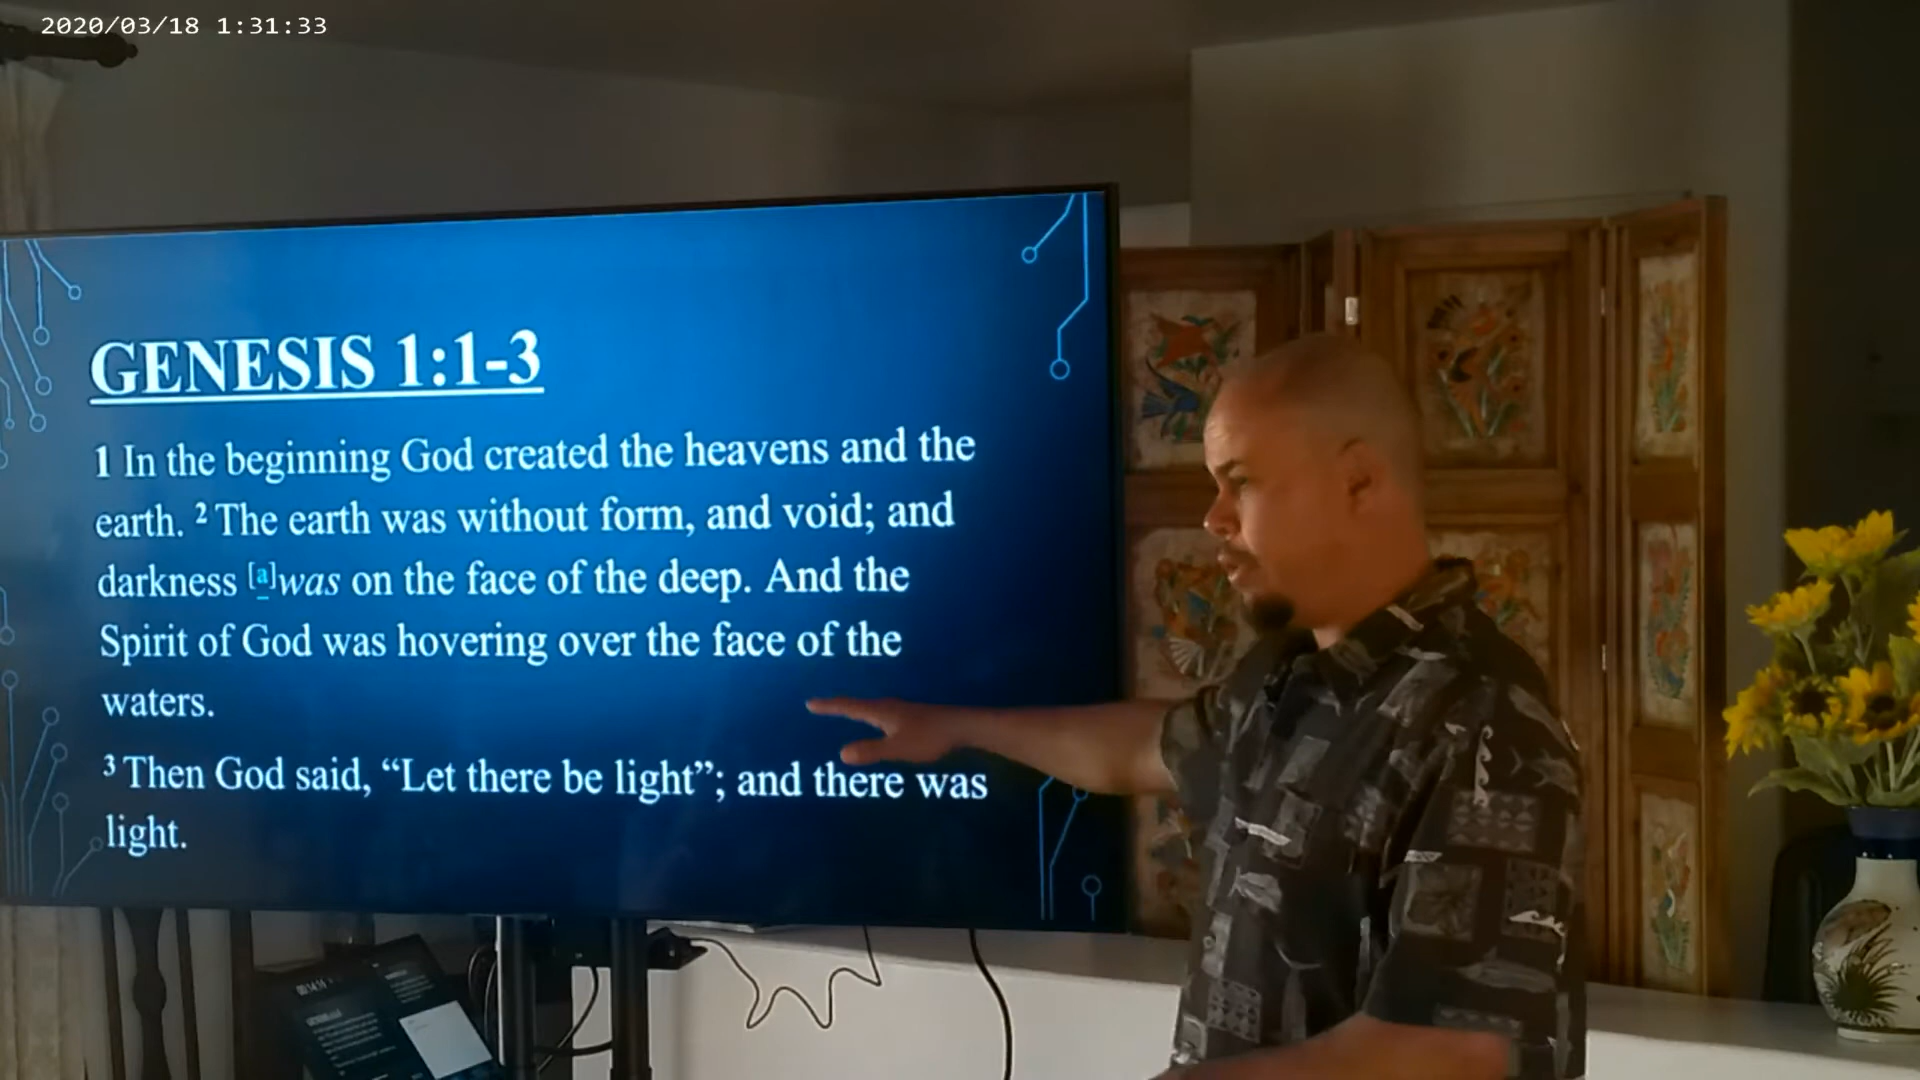 2020/03/18 1:31:33
GENESIS 1:1-3
1 In the beginning God created the heavens and the
earth. ² The earth was without form, and void; and
darkness [a]was on the face of the deep. And the
Spirit of God was hovering over the face of the
waters.
³ Then God said, “Let there be light”; and there was
light.